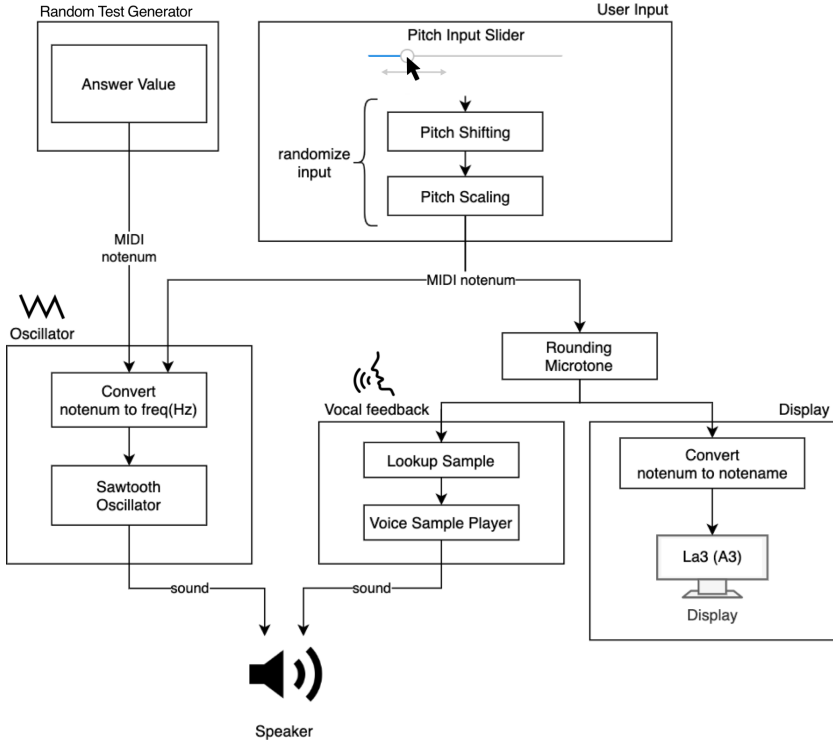 Random Test Generator
User Input
Pitch Input Slider
Answer Value
Pitch Shifting
randomize
input
Pitch Scaling
MIDI
notenum
MIDI notenum
Oscillator
Rounding
Microtone
Convert
notenum to freq(Hz)
Vocal feedback
Display
Lookup Sample
Convert
notenum to notename
Sawtooth
Oscillator
Voice Sample Player
La3 (A3)
Display
sound
sound
Speaker